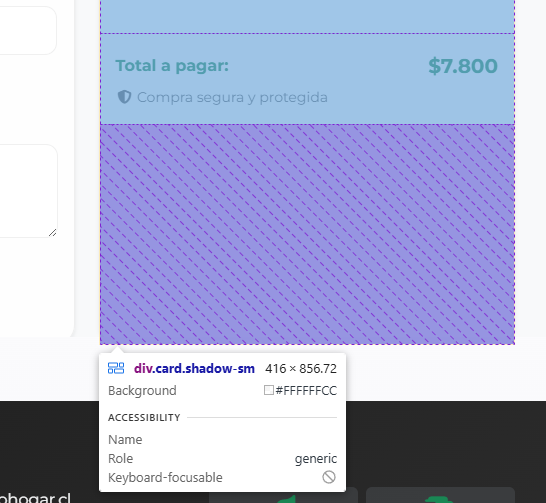 Total a pagar: $7.800
Compra segura y protegida
div.card.shadow-sm 416 × 856.72
Background #FFFFFFCC
ACCESSIBILITY
Name
Role generic
Keyboard-focusable
ohogar.cl